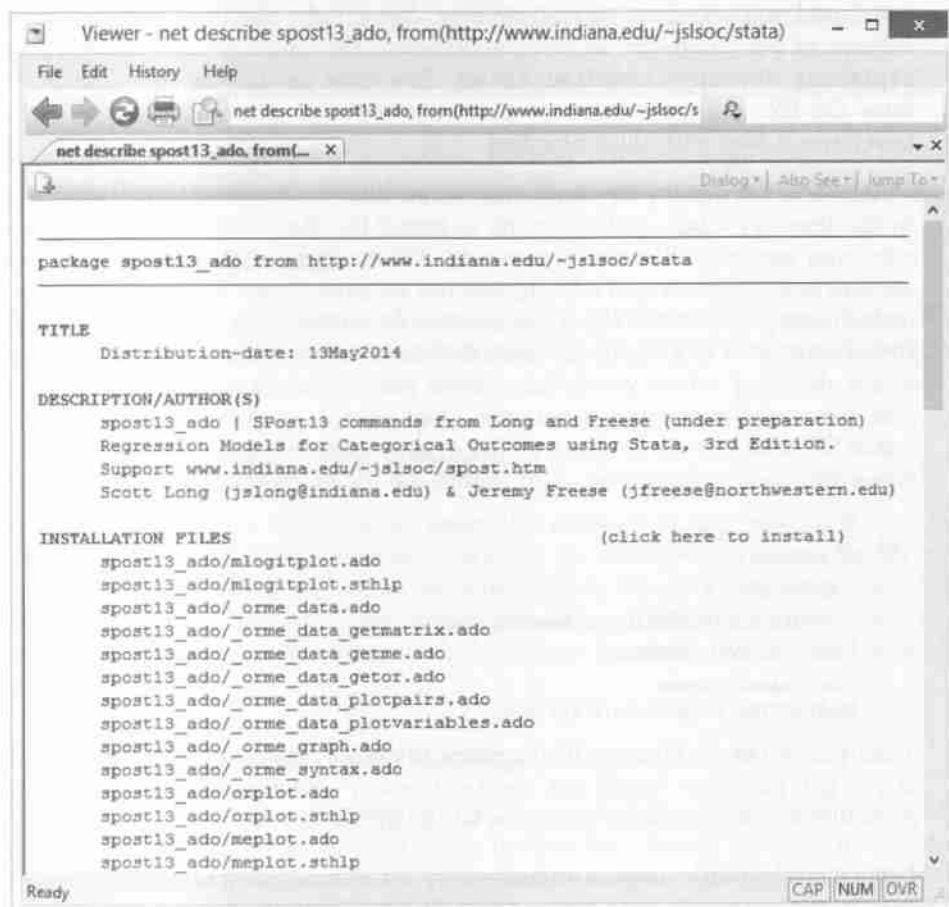 Viewer - net describe spost13_ado, from(http://www.indiana.edu/~jslsoc/stata)
File Edit History Help
net describe spost13_ado, from(http://www.indiana.edu/~jslsoc/s
net describe spost13_ado, from(... X
Dialog Also See Jump To
package spost13_ado from http://www.indiana.edu/~jslsoc/stata
TITLE
Distribution-date: 13May2014
DESCRIPTION/AUTHOR(S)
spost13_ado | SPost13 commands from Long and Freese (under preparation)
Regression Models for Categorical Outcomes using Stata, 3rd Edition.
Support www.indiana.edu/~jslsoc/spost.htm
Scott Long (jslong@indiana.edu) & Jeremy Freese (jfreese@northwestern.edu)
INSTALLATION FILES (click here to install)
spost13_ado/mlogitplot.ado
spost13_ado/mlogitplot.sthlp
spost13_ado/_orme_data.ado
spost13_ado/_orme_data_getmatrix.ado
spost13_ado/_orme_data_getme.ado
spost13_ado/_orme_data_getor.ado
spost13_ado/_orme_data_plotpairs.ado
spost13_ado/_orme_data_plotvariables.ado
spost13_ado/_orme_graph.ado
spost13_ado/_orme_syntax.ado
spost13_ado/orplot.ado
spost13_ado/orplot.sthlp
spost13_ado/meplot.ado
spost13_ado/meplot.sthlp
Ready CAP NUM OVR